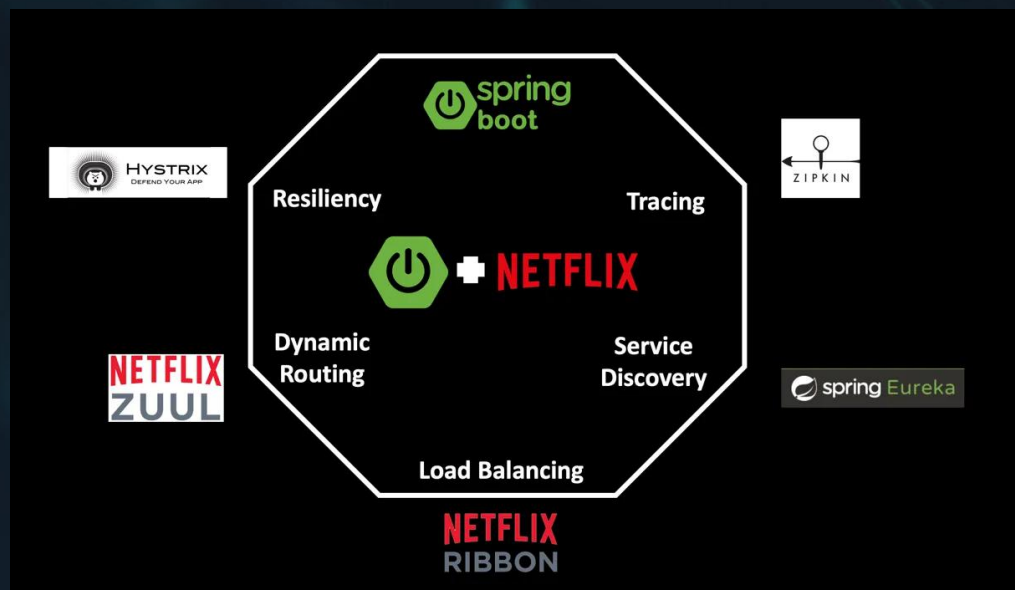 spring
boot
HYSTRIX
DEFEND YOUR APP
ZIPKIN
Resiliency
Tracing
NETFLIX
Dynamic
Routing
Service
Discovery
NETFLIX
ZUUL
spring Eureka
Load Balancing
NETFLIX
RIBBON